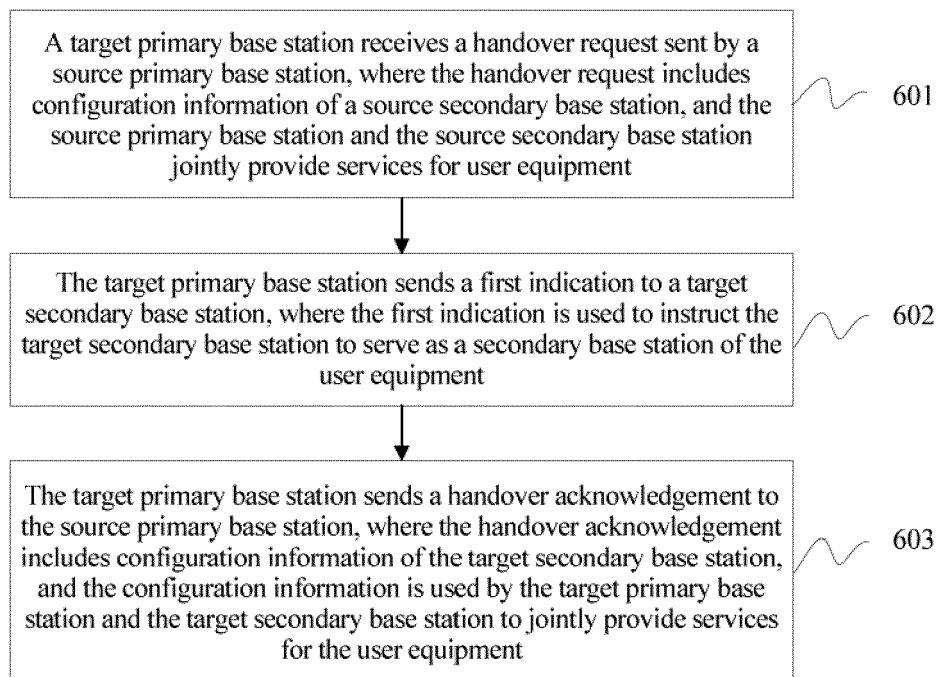 A target primary base station receives a handover request sent by a
source primary base station, where the handover request includes
configuration information of a source secondary base station, and the
source primary base station and the source secondary base station
jointly provide services for user equipment
601
The target primary base station sends a first indication to a target
secondary base station, where the first indication is used to instruct the
target secondary base station to serve as a secondary base station of the
user equipment
602
The target primary base station sends a handover acknowledgement to
the source primary base station, where the handover acknowledgement
includes configuration information of the target secondary base station,
and the configuration information is used by the target primary base
station and the target secondary base station to jointly provide services
for the user equipment
603